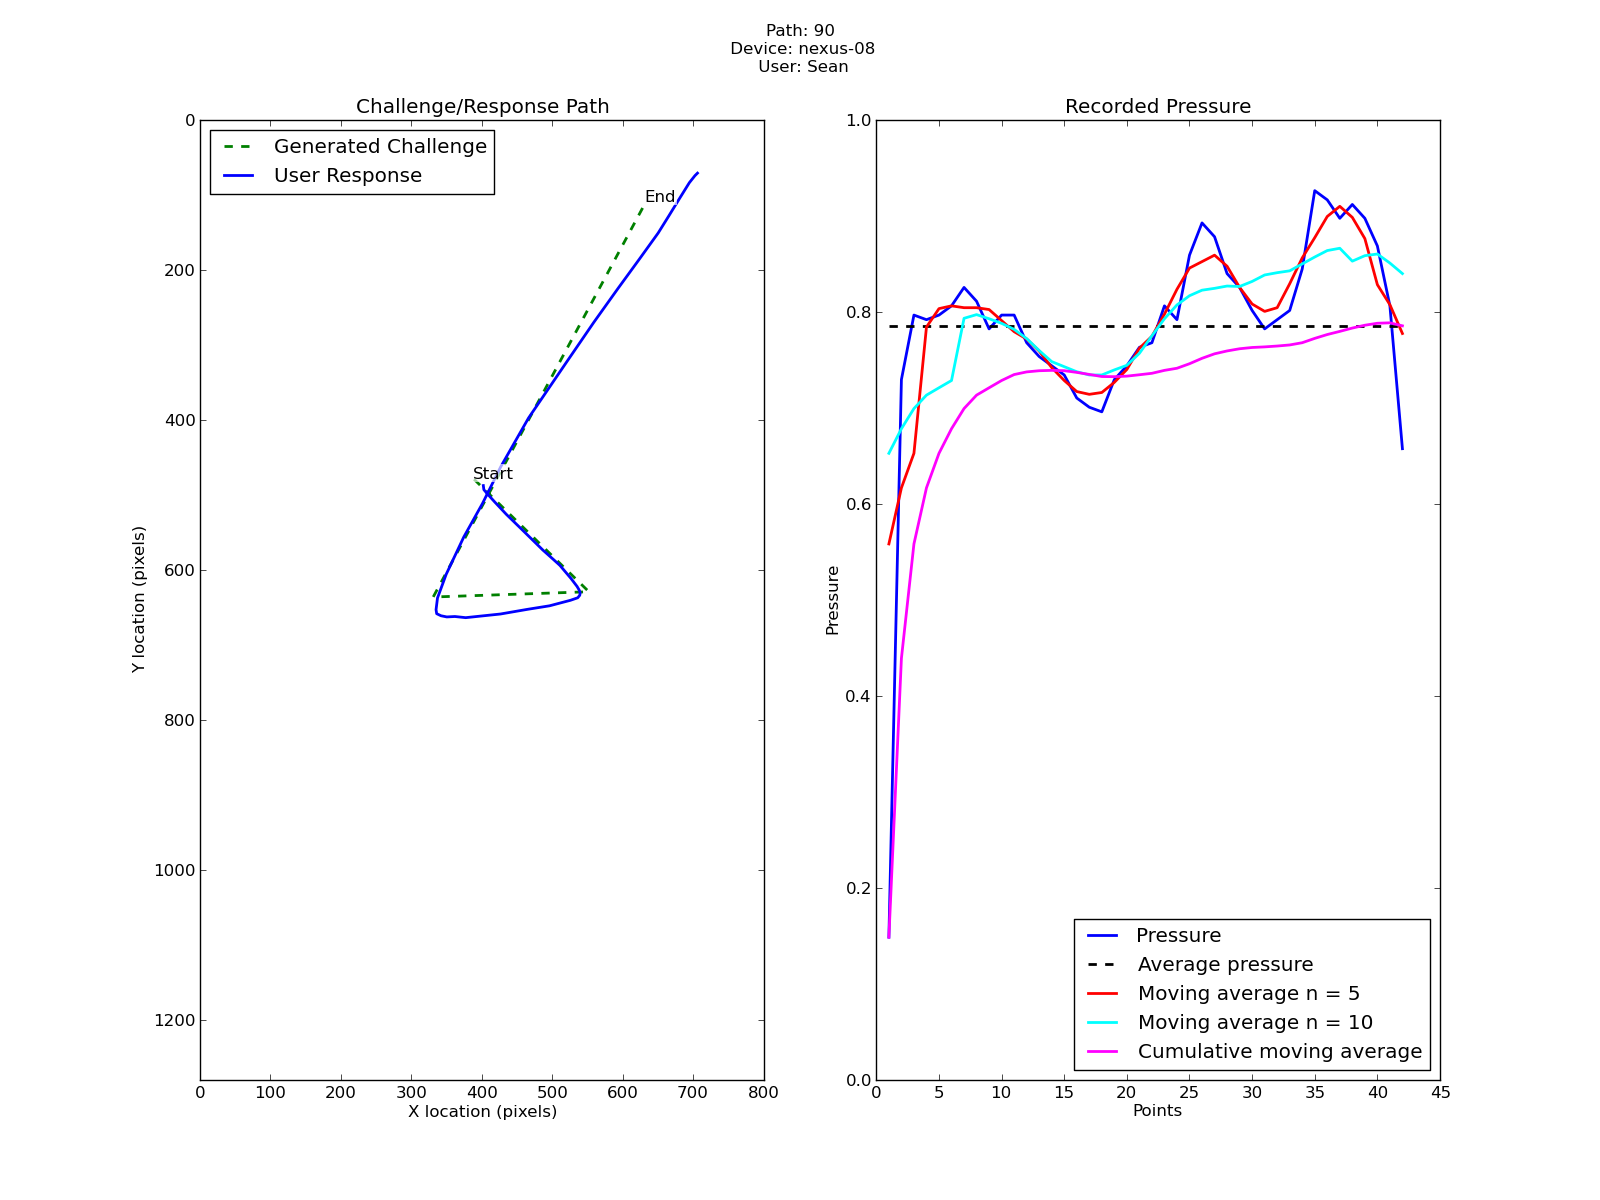 Path: 90
Device: nexus-08
User: Sean
Challenge/Response Path
Generated Challenge
User Response
End
Start
0
200
400
600
800
1000
1200
Y location (pixels)
0 100 200 300 400 500 600 700 800
X location (pixels)
Recorded Pressure
1.0
0.8
0.6
0.4
0.2
0.0
Pressure
Pressure
Average pressure
Moving average n = 5
Moving average n = 10
Cumulative moving average
0 5 10 15 20 25 30 35 40 45
Points